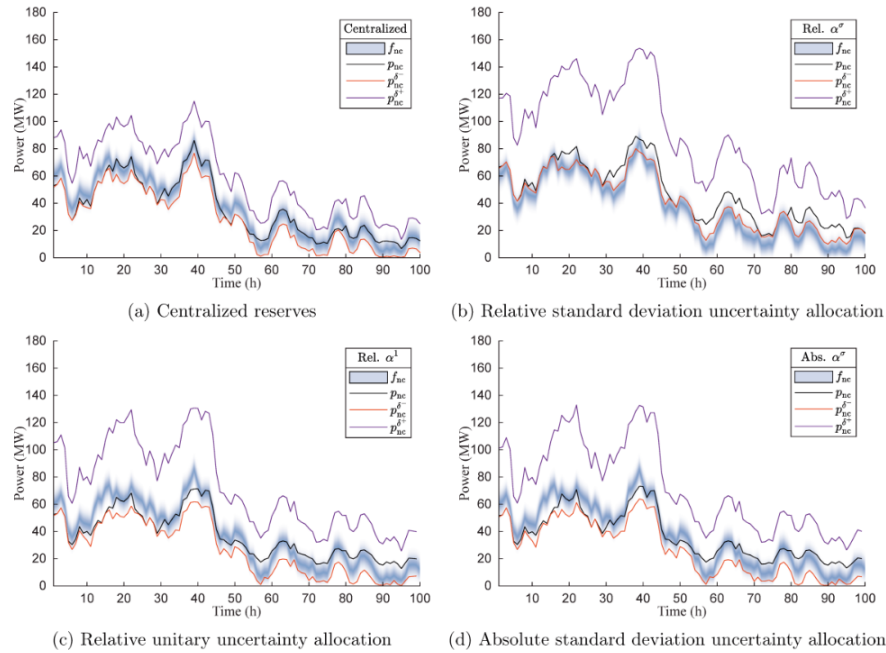 180
160
140
120
100
80
60
40
20
0
Power (MW)
10 20 30 40 50 60 70 80 90 100
Time (h)
Centralized
f_nc
p_nc
p_nc^δ−
p_nc^δ+
(a) Centralized reserves
180
160
140
120
100
80
60
40
20
0
Power (MW)
10 20 30 40 50 60 70 80 90 100
Time (h)
Rel. α^σ
f_nc
p_nc
p_nc^δ−
p_nc^δ+
(b) Relative standard deviation uncertainty allocation
180
160
140
120
100
80
60
40
20
0
Power (MW)
10 20 30 40 50 60 70 80 90 100
Time (h)
Rel. α^1
f_nc
p_nc
p_nc^δ−
p_nc^δ+
(c) Relative unitary uncertainty allocation
180
160
140
120
100
80
60
40
20
0
Power (MW)
10 20 30 40 50 60 70 80 90 100
Time (h)
Abs. α^σ
f_nc
p_nc
p_nc^δ−
p_nc^δ+
(d) Absolute standard deviation uncertainty allocation